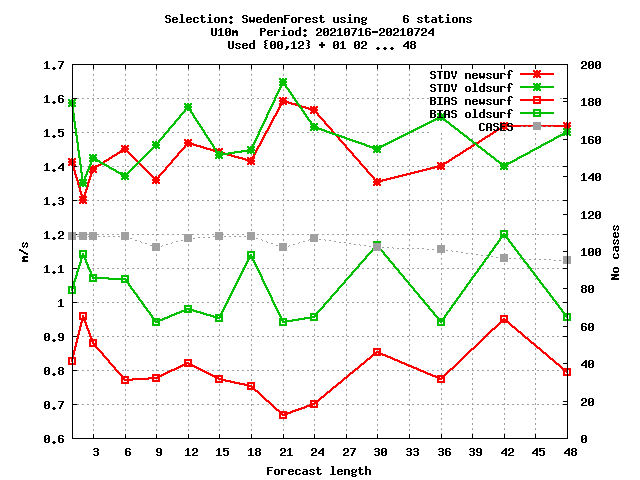 Selection: SwedenForest using     6 stations
U10m   Period: 20210716-20210724
Used {00,12} + 01 02 ... 48
STDV newsurf
STDV oldsurf
BIAS newsurf
BIAS oldsurf
CASES
1.7
1.6
1.5
1.4
1.3
1.2
1.1
1
0.9
0.8
0.7
0.6
m/s
200
180
160
140
120
100
80
60
40
20
0
No cases
3 6 9 12 15 18 21 24 27 30 33 36 39 42 45 48
Forecast length